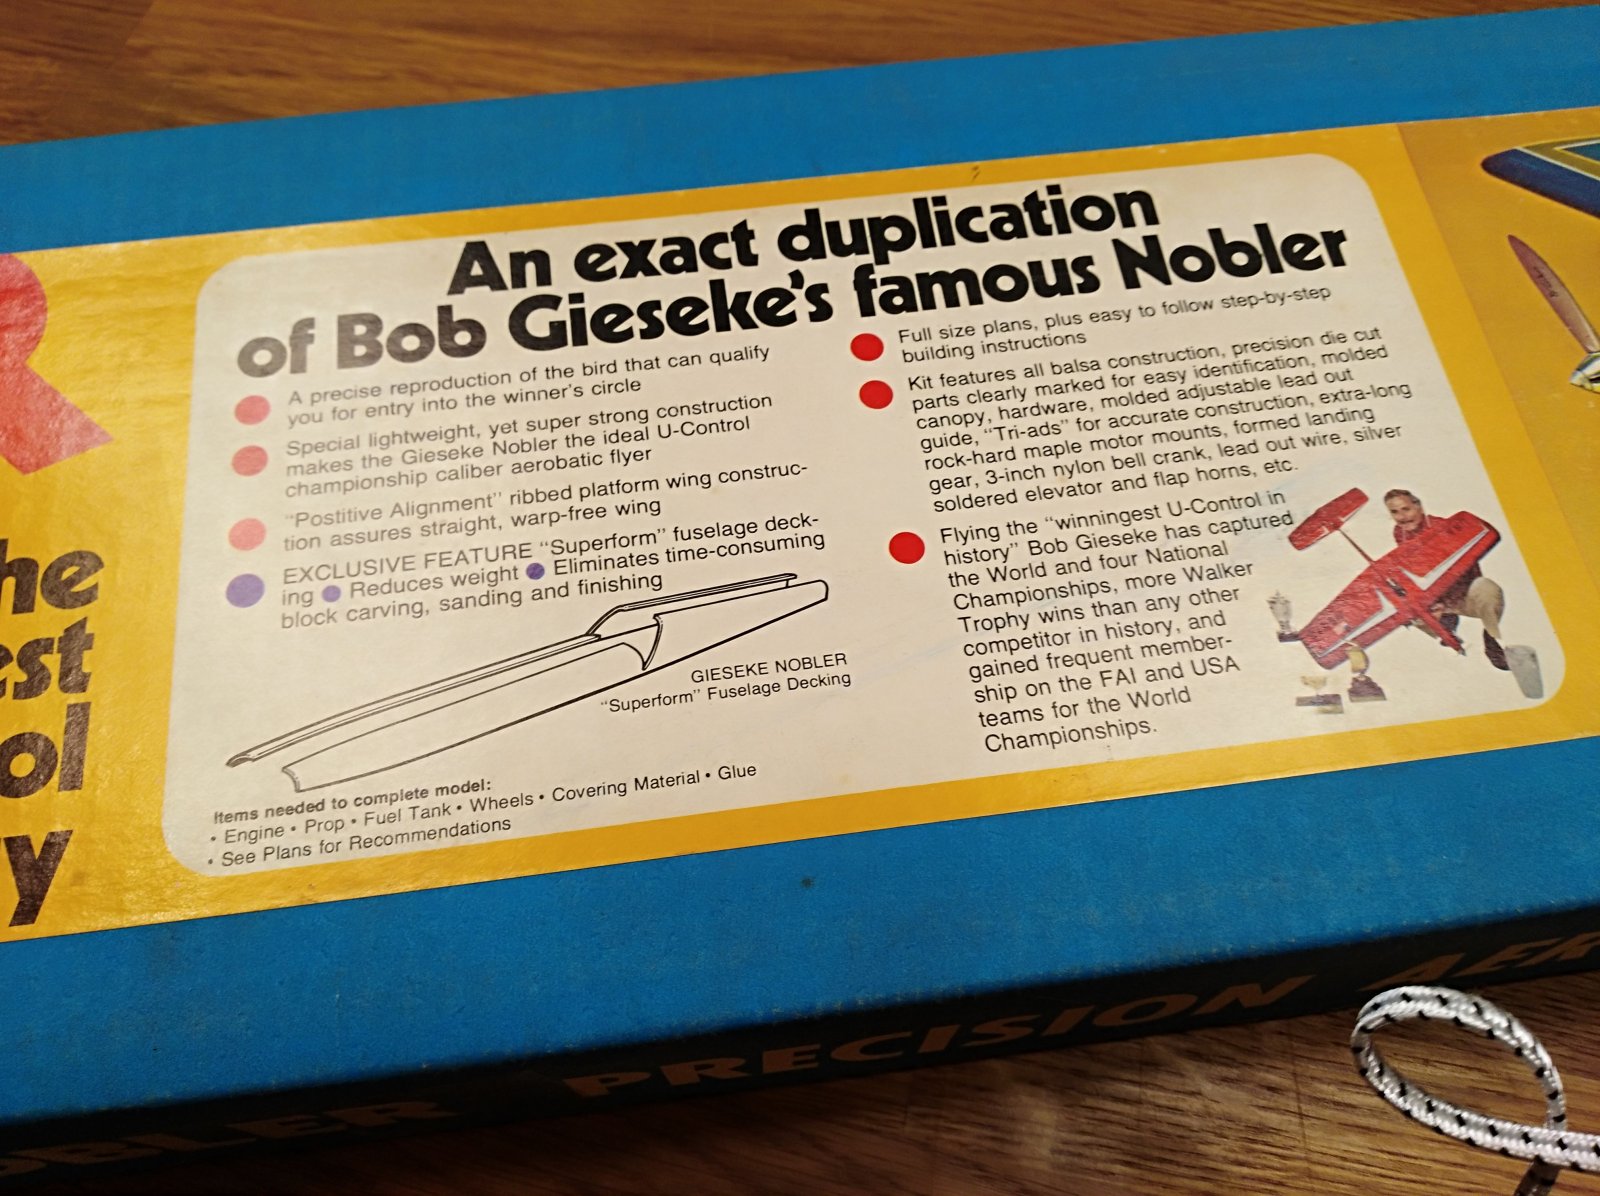 An exact duplication
of Bob Gieseke's famous Nobler
A precise reproduction of the bird that can qualify
you for entry into the winner's circle
Special lightweight, yet super strong construction
makes the Gieseke Nobler the ideal U-Control
championship caliber aerobatic flyer
"Postitive Alignment" ribbed platform wing construc-
tion assures straight, warp-free wing
EXCLUSIVE FEATURE "Superform" fuselage deck-
ing ● Reduces weight ● Eliminates time-consuming
block carving, sanding and finishing
GIESEKE NOBLER
"Superform" Fuselage Decking
Items needed to complete model:
• Engine • Prop • Fuel Tank • Wheels • Covering Material • Glue
• See Plans for Recommendations
Full size plans, plus easy to follow step-by-step
building instructions
Kit features all balsa construction, precision die cut
parts clearly marked for easy identification, molded
canopy, hardware, molded adjustable lead out
guide, "Tri-ads" for accurate construction, extra-long
rock-hard maple motor mounts, formed landing
gear, 3-inch nylon bell crank, lead out wire, silver
soldered elevator and flap horns, etc.
Flying the "winningest U-Control in
history" Bob Gieseke has captured
the World and four National
Championships, more Walker
Trophy wins than any other
competitor in history, and
gained frequent member-
ship on the FAI and USA
teams for the World
Championships.
R
he
est
ol
y
OBLER PRECISION AER